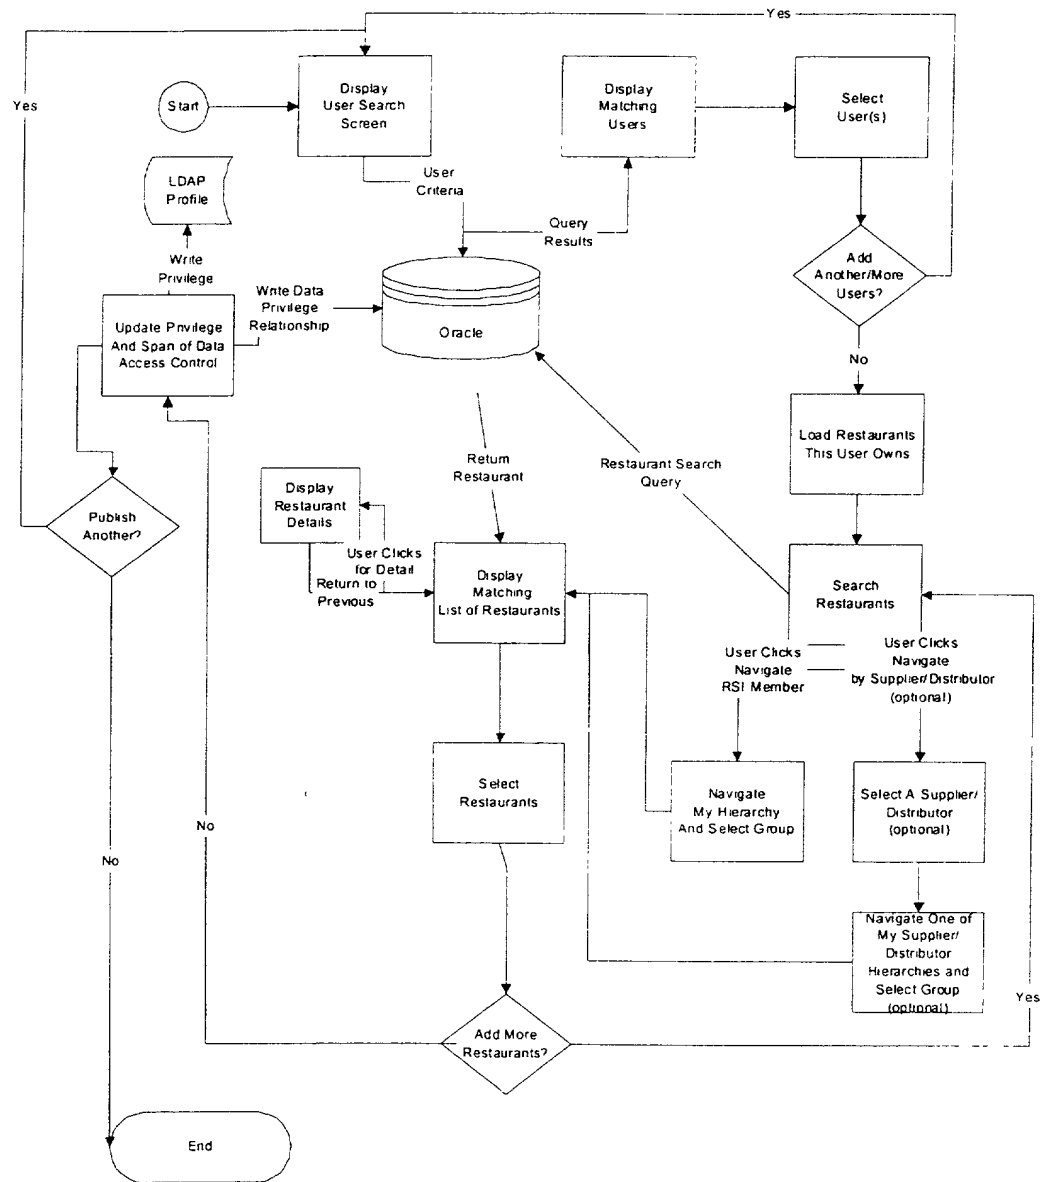 Yes
Yes
Start
Display
User Search
Screen
Display
Matching
Users
Select
User(s)
LDAP
Profile
User
Criteria
Query
Results
Write
Privilege
Write Data
Privilege
Relationship
Add
Another/More
Users?
Oracle
Update Privilege
And Span of Data
Access Control
No
Load Restaurants
This User Owns
Return
Restaurant
Restaurant Search
Query
Display
Restaurant
Details
Publish
Another?
User Clicks
for Detail
Return to
Previous
Display
Matching
List of Restaurants
Search
Restaurants
User Clicks
Navigate
RSI Member
User Clicks
Navigate
by Supplier/Distributor
(optional)
Select
Restaurants
Navigate
My Hierarchy
And Select Group
Select A Supplier/
Distributor
(optional)
No
No
Navigate One of
My Supplier/
Distributor
Hierarchies and
Select Group
(optional)
Yes
Add More
Restaurants?
End